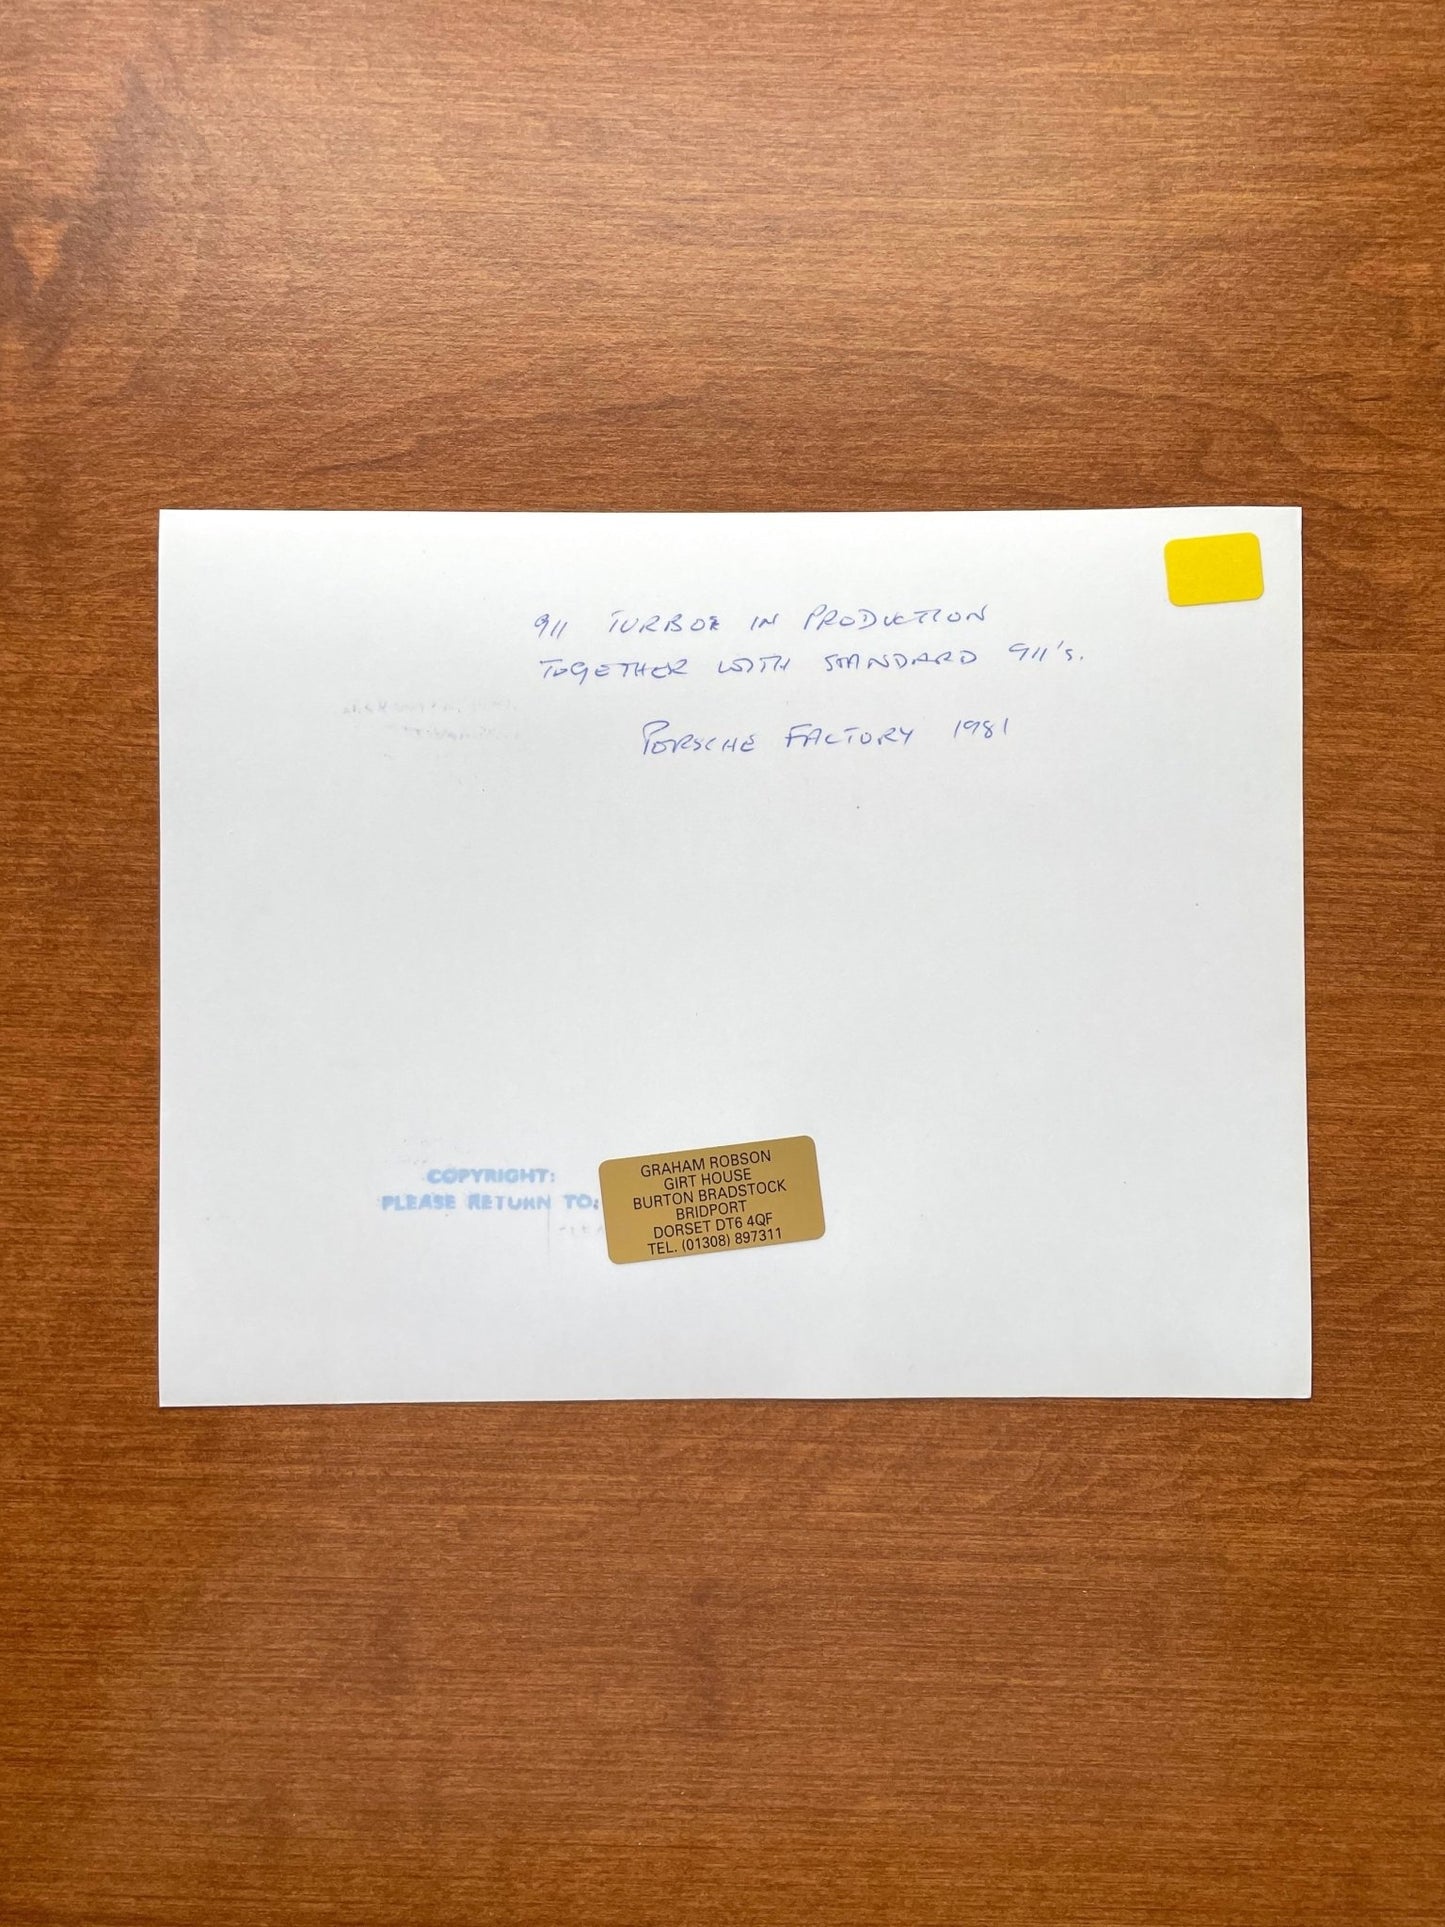 911 TURBOS IN PRODUCTION
TOGETHER WITH STANDARD 911's.
PORSCHE FACTORY 1981
COPYRIGHT:
PLEASE RETURN TO:
GRAHAM ROBSON
GIRT HOUSE
BURTON BRADSTOCK
BRIDPORT
DORSET DT6 4QF
TEL. (01308) 897311